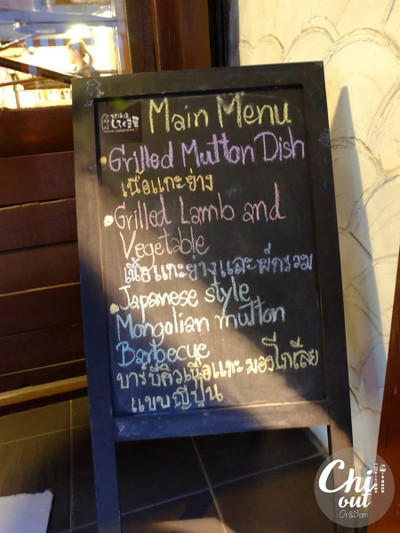 Main Menu
Grilled Mutton Dish
เนื้อแกะย่าง
Grilled Lamb and
Vegetable
เนื้อแกะย่างและผักรวม
Japanese style
Mongolian mutton
Barbecue
บาร์บีคิวเนื้อแกะมองโกเลีย
แบบญี่ปุ่น
Chill
out